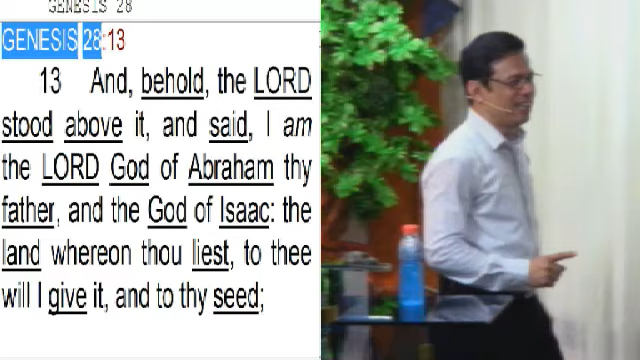 GENESIS 28
GENESIS 28:13
13 And, behold, the LORD
stood above it, and said, I am
the LORD God of Abraham thy
father, and the God of Isaac: the
land whereon thou liest, to thee
will I give it, and to thy seed;